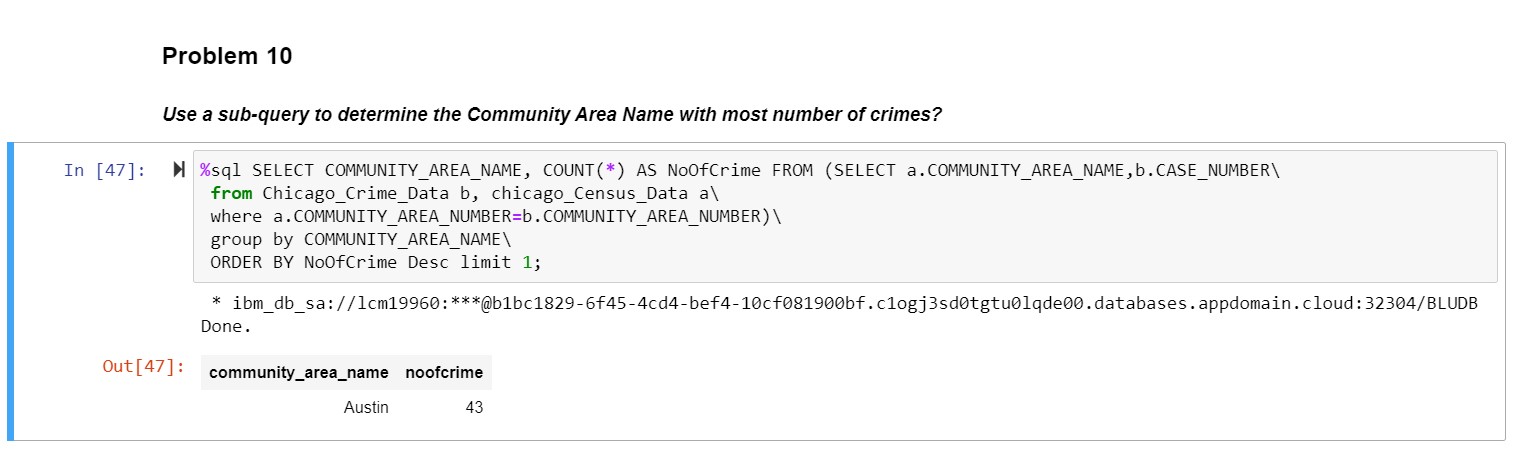 Problem 10
Use a sub-query to determine the Community Area Name with most number of crimes?
In [47]:
%sql SELECT COMMUNITY_AREA_NAME, COUNT(*) AS NoOfCrime FROM (SELECT a.COMMUNITY_AREA_NAME,b.CASE_NUMBER\
from Chicago_Crime_Data b, chicago_Census_Data a\
where a.COMMUNITY_AREA_NUMBER=b.COMMUNITY_AREA_NUMBER)\
group by COMMUNITY_AREA_NAME\
ORDER BY NoOfCrime Desc limit 1;
* ibm_db_sa://lcm19960:***@b1bc1829-6f45-4cd4-bef4-10cf081900bf.c1ogj3sd0tgtu0lqde00.databases.appdomain.cloud:32304/BLUDB
Done.
Out[47]:
community_area_name noofcrime
Austin 43